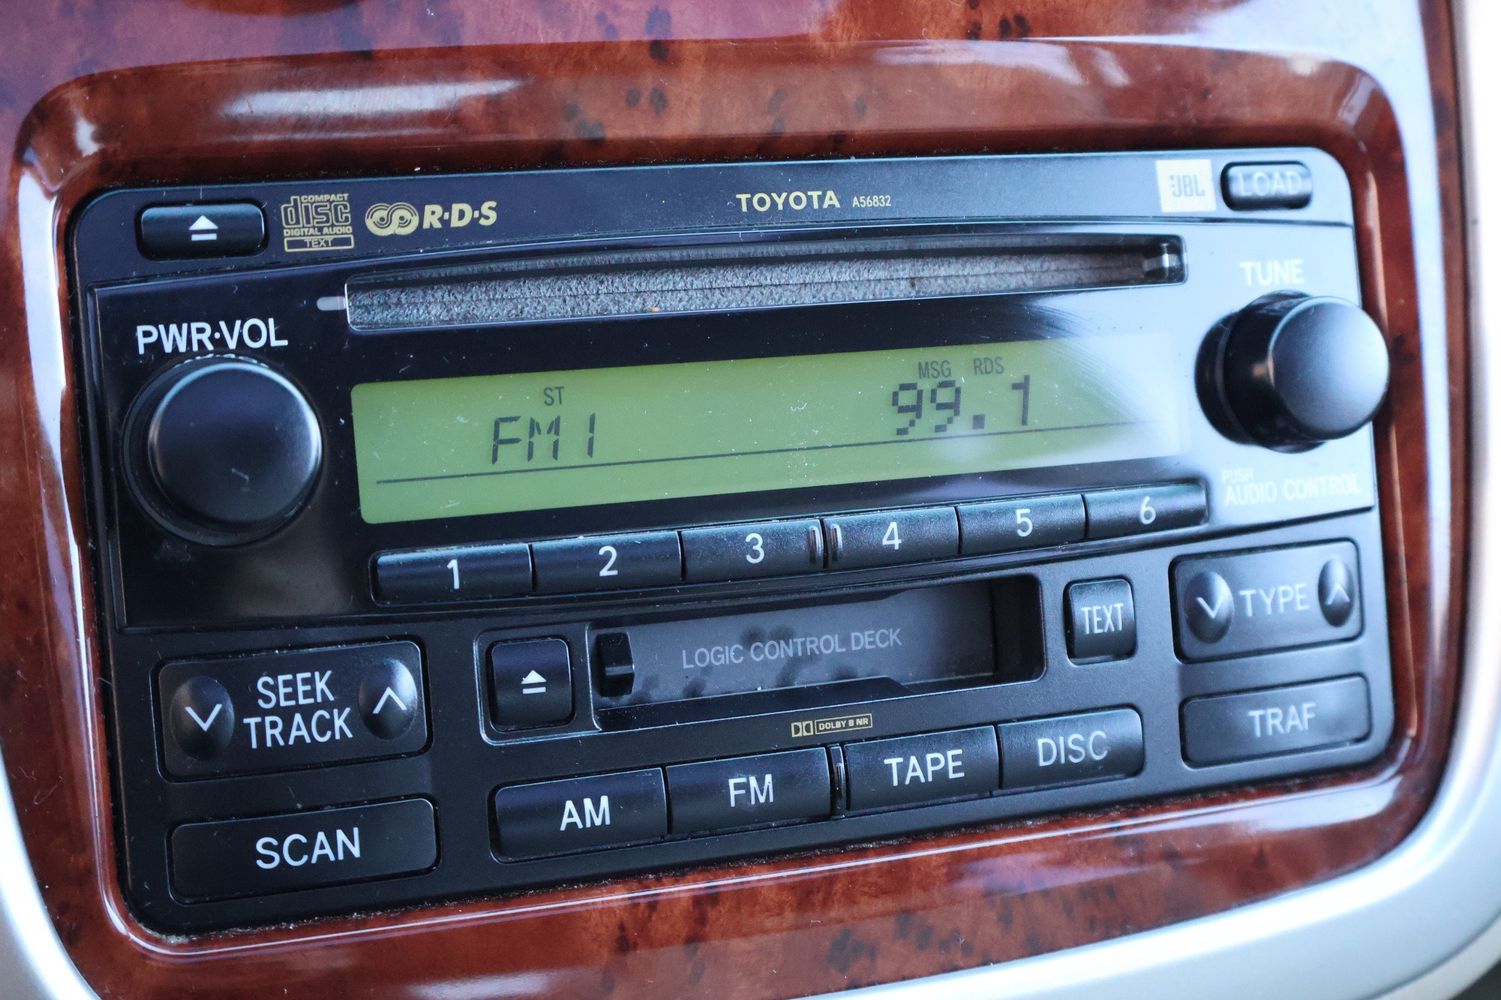 COMPACT
disc
DIGITAL AUDIO
TEXT
R·D·S
TOYOTA A56832
JBL
LOAD
PWR·VOL
TUNE
ST
MSG RDS
FM1 99.1
PUSH
AUDIO CONTROL
1 2 3 4 5 6
SEEK
TRACK
LOGIC CONTROL DECK
TEXT
TYPE
DOLBY B NR
TRAF
SCAN
AM FM TAPE DISC